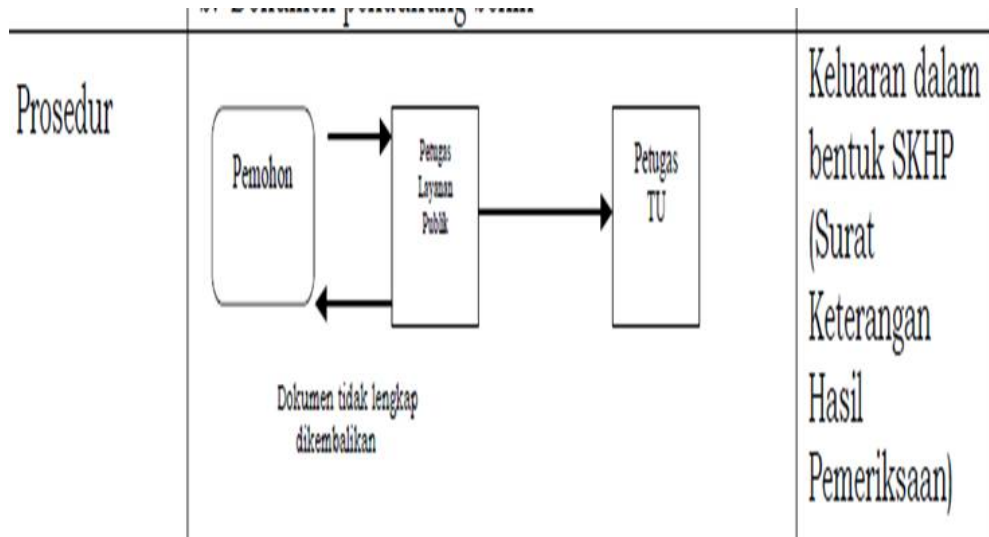 Prosedur
Pemohon
Petugas
Layanan
Publik
Petugas
TU
Dokumen tidak lengkap
dikembalikan
Keluaran dalam
bentuk SKHP
(Surat
Keterangan
Hasil
Pemeriksaan)